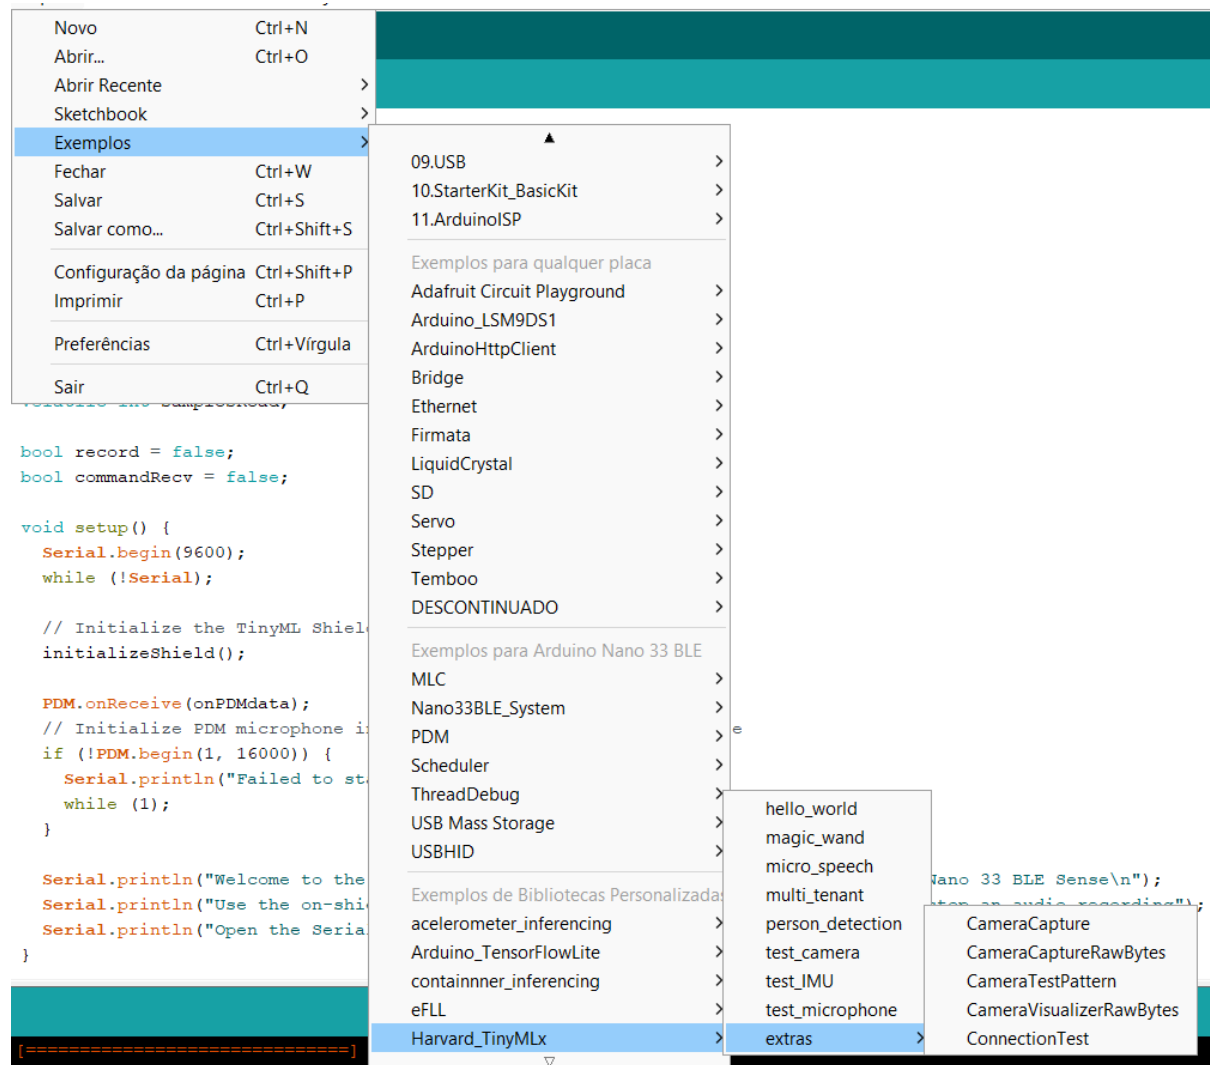 Novo Ctrl+N
Abrir... Ctrl+O
Abrir Recente
Sketchbook
Exemplos
Fechar Ctrl+W
Salvar Ctrl+S
Salvar como... Ctrl+Shift+S
Configuração da página Ctrl+Shift+P
Imprimir Ctrl+P
Preferências Ctrl+Vírgula
Sair Ctrl+Q
09.USB
10.StarterKit_BasicKit
11.ArduinoISP
Exemplos para qualquer placa
Adafruit Circuit Playground
Arduino_LSM9DS1
ArduinoHttpClient
Bridge
Ethernet
Firmata
LiquidCrystal
SD
Servo
Stepper
Temboo
DESCONTINUADO
Exemplos para Arduino Nano 33 BLE
MLC
Nano33BLE_System
PDM
Scheduler
ThreadDebug
USB Mass Storage
USBHID
Exemplos de Bibliotecas Personalizadas
acelerometer_inferencing
Arduino_TensorFlowLite
containnner_inferencing
eFLL
Harvard_TinyMLx
hello_world
magic_wand
micro_speech
multi_tenant
person_detection
test_camera
test_IMU
test_microphone
extras
CameraCapture
CameraCaptureRawBytes
CameraTestPattern
CameraVisualizerRawBytes
ConnectionTest
bool record = false;
bool commandRecv = false;
void setup() {
Serial.begin(9600);
while (!Serial);
// Initialize the TinyML Shiel
initializeShield();
PDM.onReceive(onPDMdata);
// Initialize PDM microphone i e
if (!PDM.begin(1, 16000)) {
Serial.println("Failed to st
while (1);
}
Serial.println("Welcome to the Nano 33 BLE Sense\n");
Serial.println("Use the on-shi stop an audio recording");
Serial.println("Open the Seria
}
[==============================]